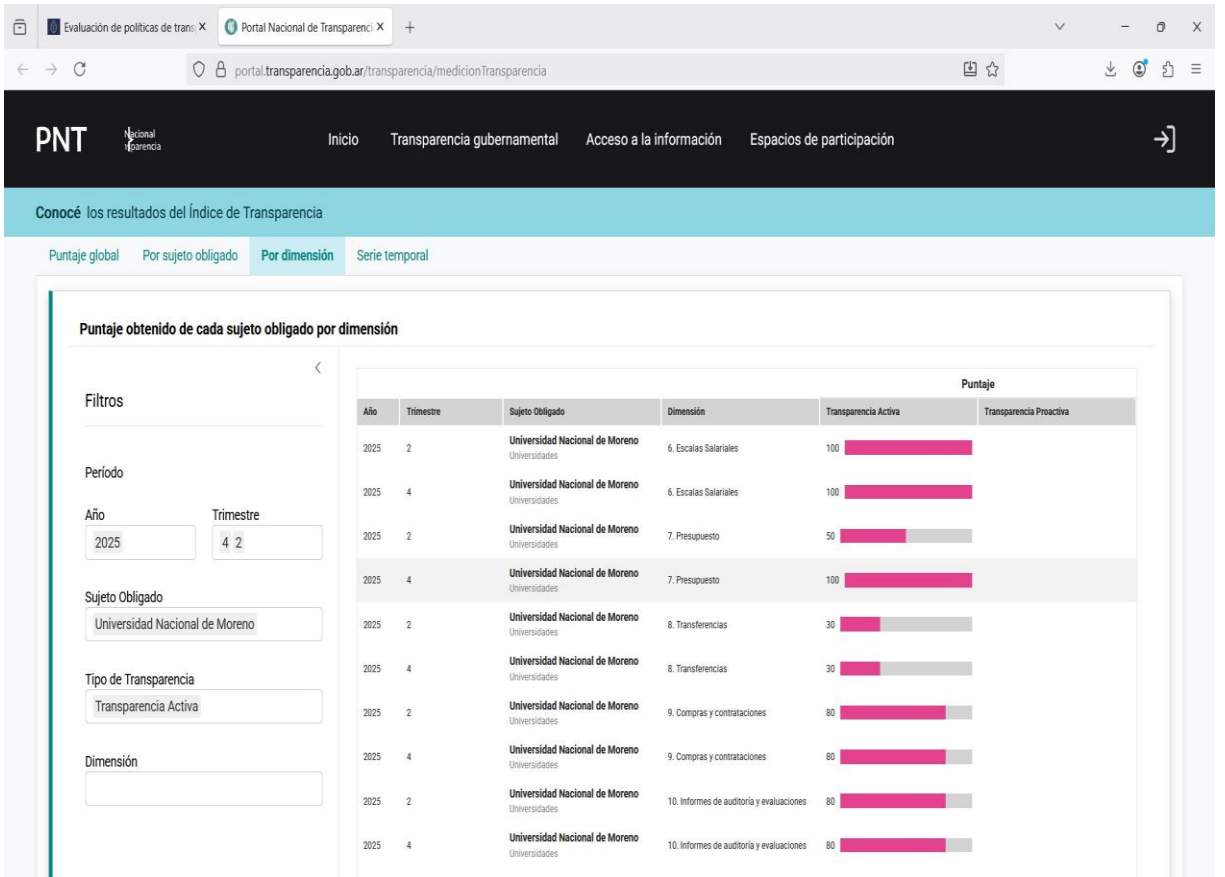 Evaluación de políticas de trans X
Portal Nacional de Transparenci X
portal.transparencia.gob.ar/transparencia/medicionTransparencia
PNT
Nacional
Inicio Transparencia gubernamental Acceso a la información Espacios de participación
Conocé los resultados del Índice de Transparencia
Puntaje global Por sujeto obligado Por dimensión Serie temporal
Puntaje obtenido de cada sujeto obligado por dimensión
Filtros
Período
Año Trimestre
2025 4 2
Sujeto Obligado
Universidad Nacional de Moreno
Tipo de Transparencia
Transparencia Activa
Dimensión
Puntaje
Año Trimestre Sujeto Obligado Dimensión Transparencia Activa Transparencia Proactiva
2025 2 Universidad Nacional de Moreno 6. Escalas Salariales 100
Universidades
2025 4 Universidad Nacional de Moreno 6. Escalas Salariales 100
Universidades
2025 2 Universidad Nacional de Moreno 7. Presupuesto 50
Universidades
2025 4 Universidad Nacional de Moreno 7. Presupuesto 100
Universidades
2025 2 Universidad Nacional de Moreno 8. Transferencias 30
Universidades
2025 4 Universidad Nacional de Moreno 8. Transferencias 30
Universidades
2025 2 Universidad Nacional de Moreno 9. Compras y contrataciones 80
Universidades
2025 4 Universidad Nacional de Moreno 9. Compras y contrataciones 80
Universidades
2025 2 Universidad Nacional de Moreno 10. Informes de auditoría y evaluaciones 80
Universidades
2025 4 Universidad Nacional de Moreno 10. Informes de auditoría y evaluaciones 80
Universidades